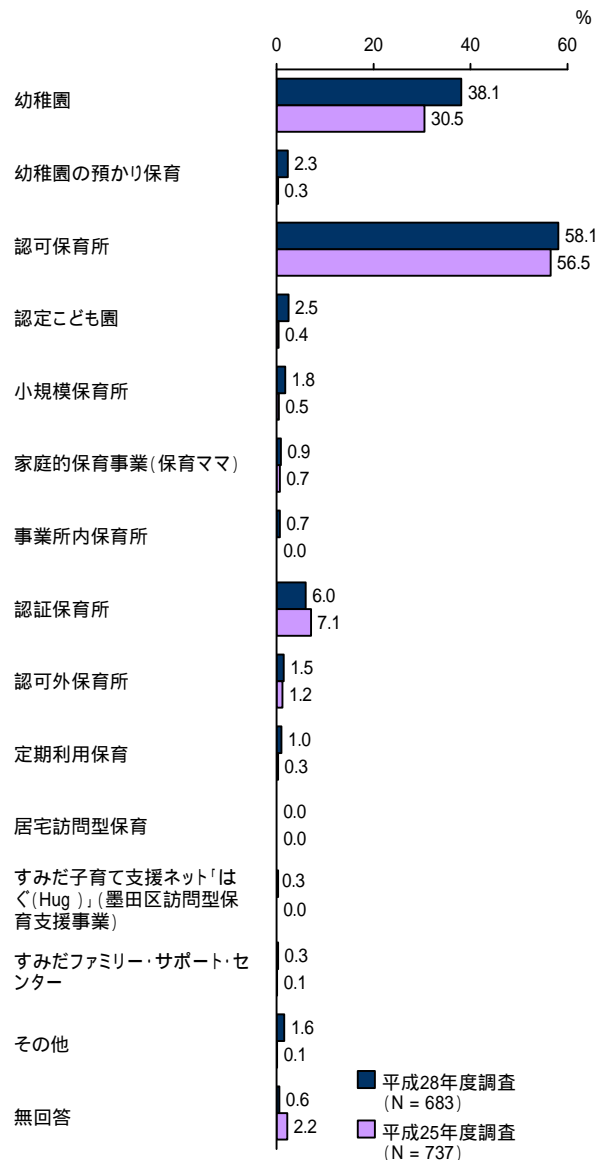 %
0 20 40 60
幼稚園 38.1
30.5
幼稚園の預かり保育 2.3
0.3
認可保育所 58.1
56.5
認定こども園 2.5
0.4
小規模保育所 1.8
0.5
家庭的保育事業(保育ママ) 0.9
0.7
事業所内保育所 0.7
0.0
認証保育所 6.0
7.1
認可外保育所 1.5
1.2
定期利用保育 1.0
0.3
居宅訪問型保育 0.0
0.0
すみだ子育て支援ネット「は
ぐ(Hug )」(墨田区訪問型保
育支援事業)
0.3
0.0
すみだファミリー・サポート・セ
ンター
0.3
0.1
その他 1.6
0.1
無回答 0.6
2.2
平成28年度調査
(N = 683)
平成25年度調査
(N = 737)